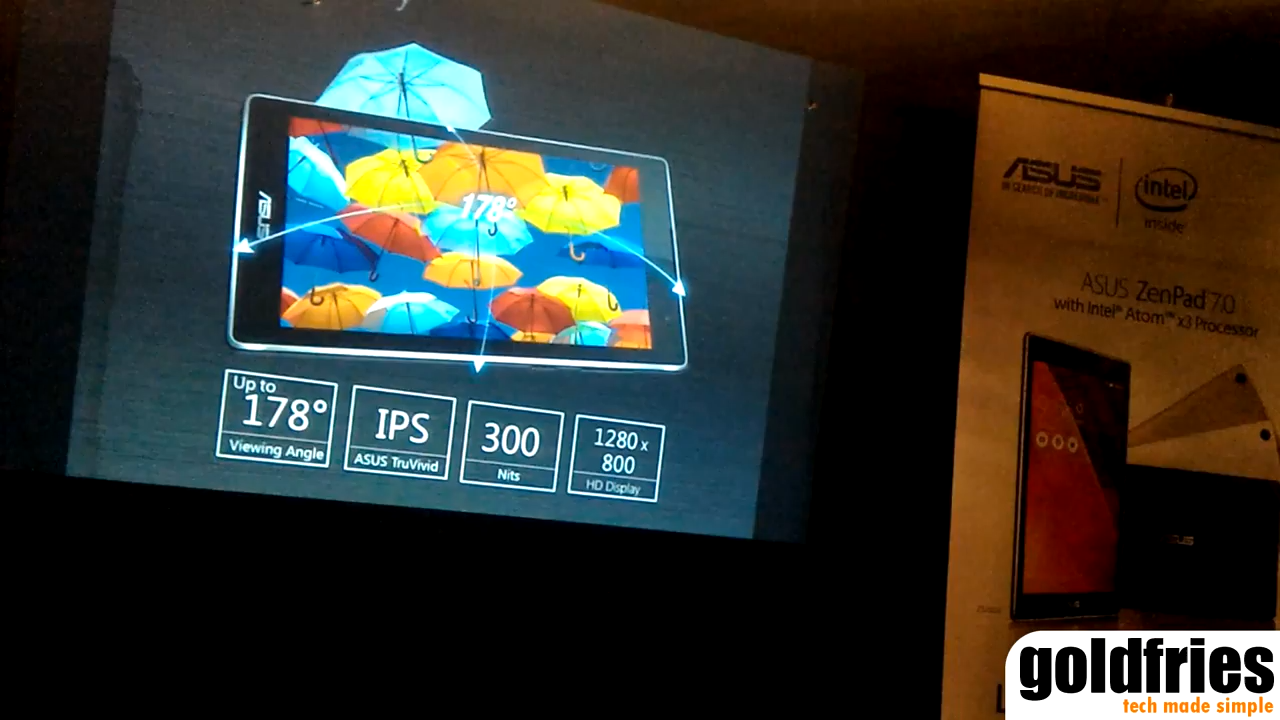 ASUS
178°
Up to
178°
Viewing Angle
IPS
ASUS TruVivid
300
Nits
1280 x
800
HD Display
ASUS
IN SEARCH OF INCREDIBLE
intel
inside
ASUS ZenPad 7.0
with Intel® Atom™ x3 Processor
ASUS
goldfries
tech made simple